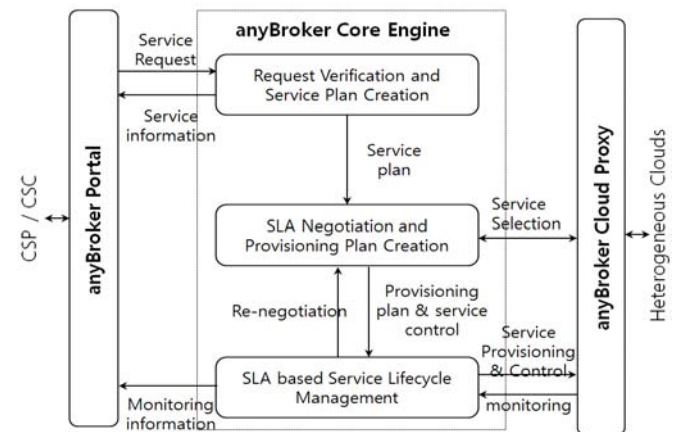 anyBroker Core Engine
Service
Request
Request Verification and
Service Plan Creation
Service
information
Service
plan
CSP / CSC
anyBroker Portal
SLA Negotiation and
Provisioning Plan Creation
Service
Selection
anyBroker Cloud Proxy
Heterogeneous Clouds
Re-negotiation
Provisioning
plan & service
control
Service
Provisioning
& Control
SLA based Service Lifecycle
Management
Monitoring
information
monitoring